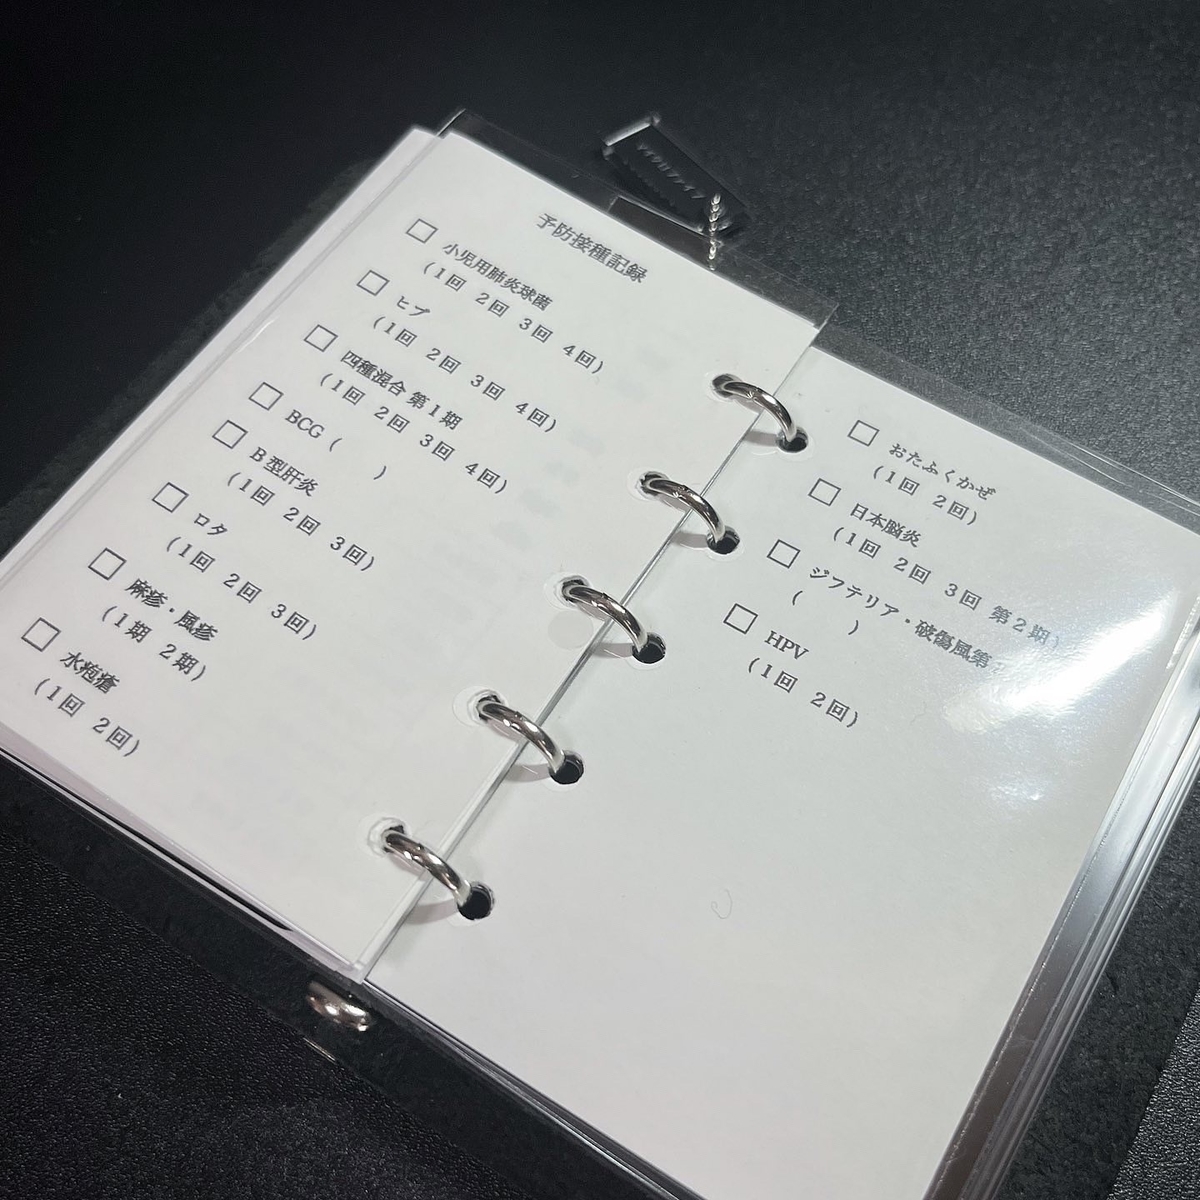 予防接種記録
□ 小児用肺炎球菌
（1回 2回 3回 4回）
□ ヒブ
（1回 2回 3回 4回）
□ 四種混合 第1期
（1回 2回 3回 4回）
□ BCG（　　）
□ B型肝炎
（1回 2回 3回）
□ ロタ
（1回 2回 3回）
□ 麻疹・風疹
（1期 2期）
□ 水疱瘡
（1回 2回）
□ おたふくかぜ
（1回 2回）
□ 日本脳炎
（1回 2回 3回 第2期）
□ ジフテリア・破傷風第
（　　）
□ HPV
（1回 2回）